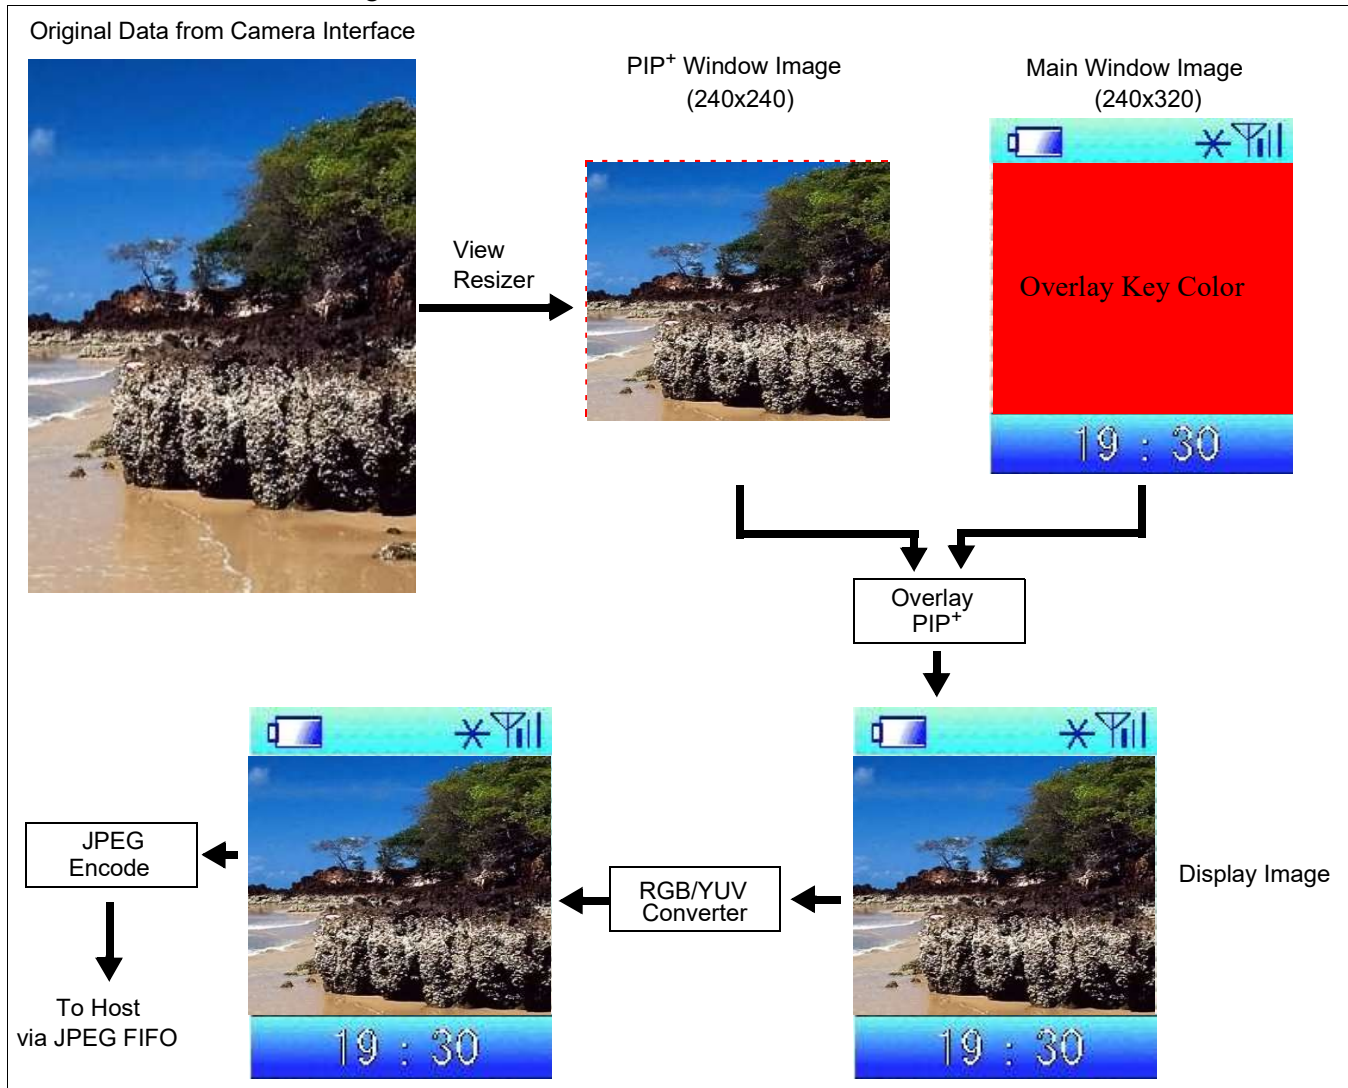 Original Data from Camera Interface
PIP+ Window Image
(240x240)
Main Window Image
(240x320)
View
Resizer
Overlay Key Color
19 : 30
Overlay
PIP+
JPEG
Encode
RGB/YUV
Converter
Display Image
To Host
via JPEG FIFO
19 : 30
19 : 30